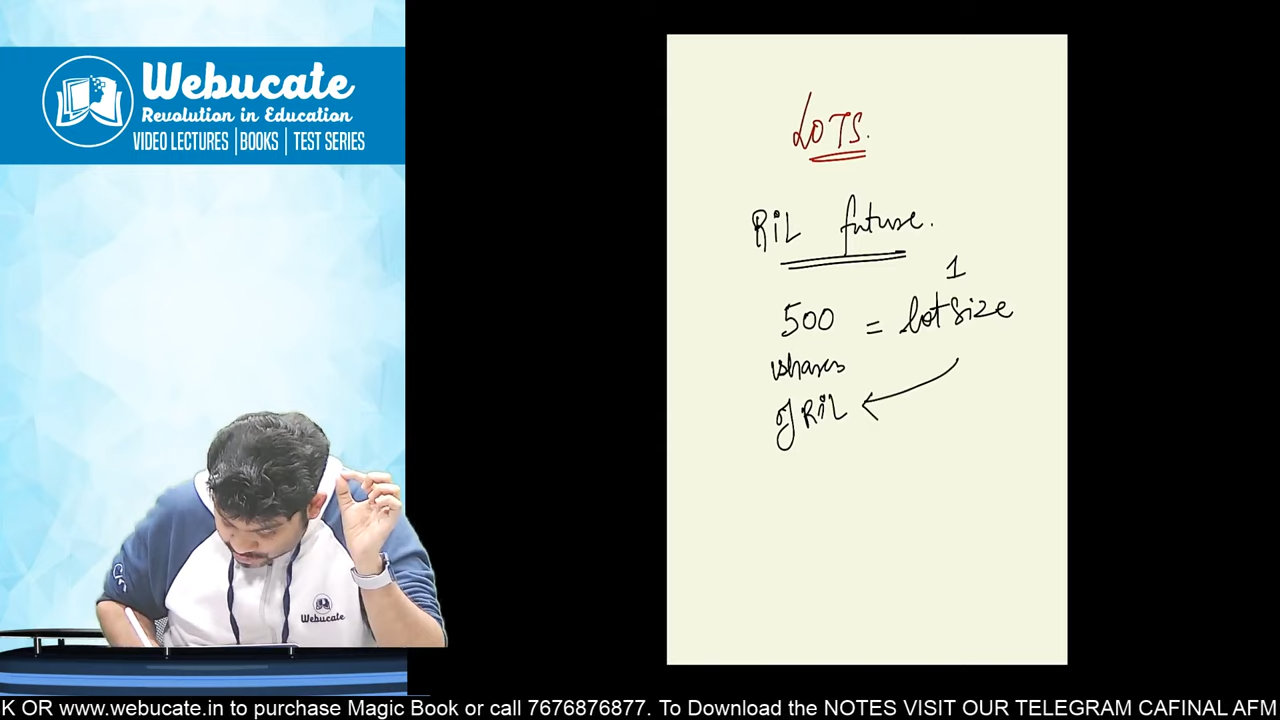 Webucate
Revolution in Education
VIDEO LECTURES | BOOKS | TEST SERIES
LOTS.
RiL future.
1
500 = lot size
shares
of RiL
Webucate
K OR www.webucate.in to purchase Magic Book or call 7676876877. To Download the NOTES VISIT OUR TELEGRAM CAFINAL AFM